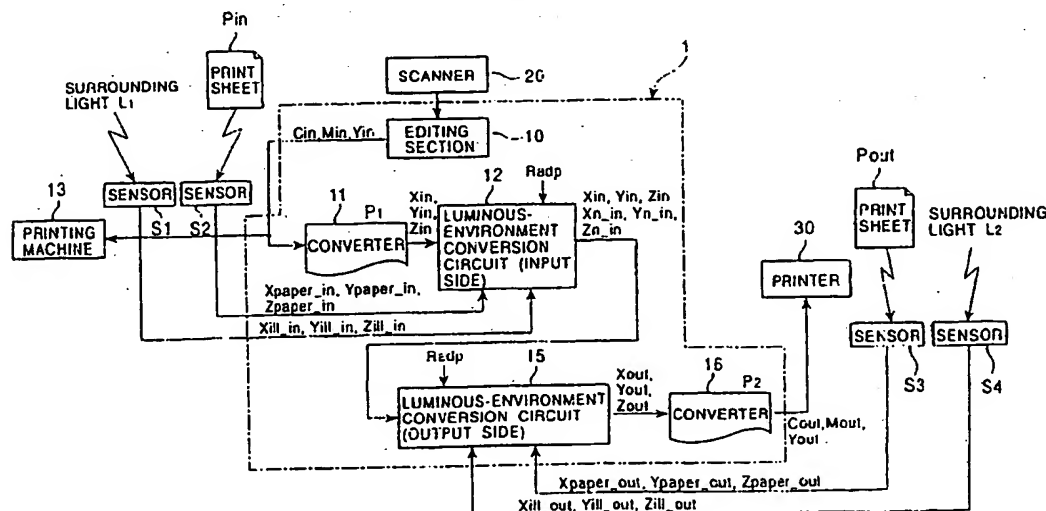 Pin
PRINT
SHEET
SURROUNDING
LIGHT L1
SCANNER
20
1
Cin,Min,Yin
EDITING
SECTION
10
Pout
PRINT
SHEET
SURROUNDING
LIGHT L2
13
SENSOR
SENSOR
S1
S2
PRINTING
MACHINE
11
P1
CONVERTER
Xin,
Yin,
Zin
12
Radp
LUMINOUS-
ENVIRONMENT
CONVERSION
CIRCUIT (INPUT
SIDE)
Xin, Yin, Zin
Xn_in, Yn_in,
Zn_in
30
PRINTER
Xpaper_in, Ypaper_in,
Zpaper_in
Xill_in, Yill_in, Zill_in
SENSOR
SENSOR
S3
S4
Radp
15
LUMINOUS-ENVIRONMENT
CONVERSION CIRCUIT
(OUTPUT SIDE)
Xout,
Yout,
Zout
16
P2
CONVERTER
Cout,Mout,
Yout
Xpaper_out, Ypaper_out, Zpaper_out
Xill_out, Yill_out, Zill_out